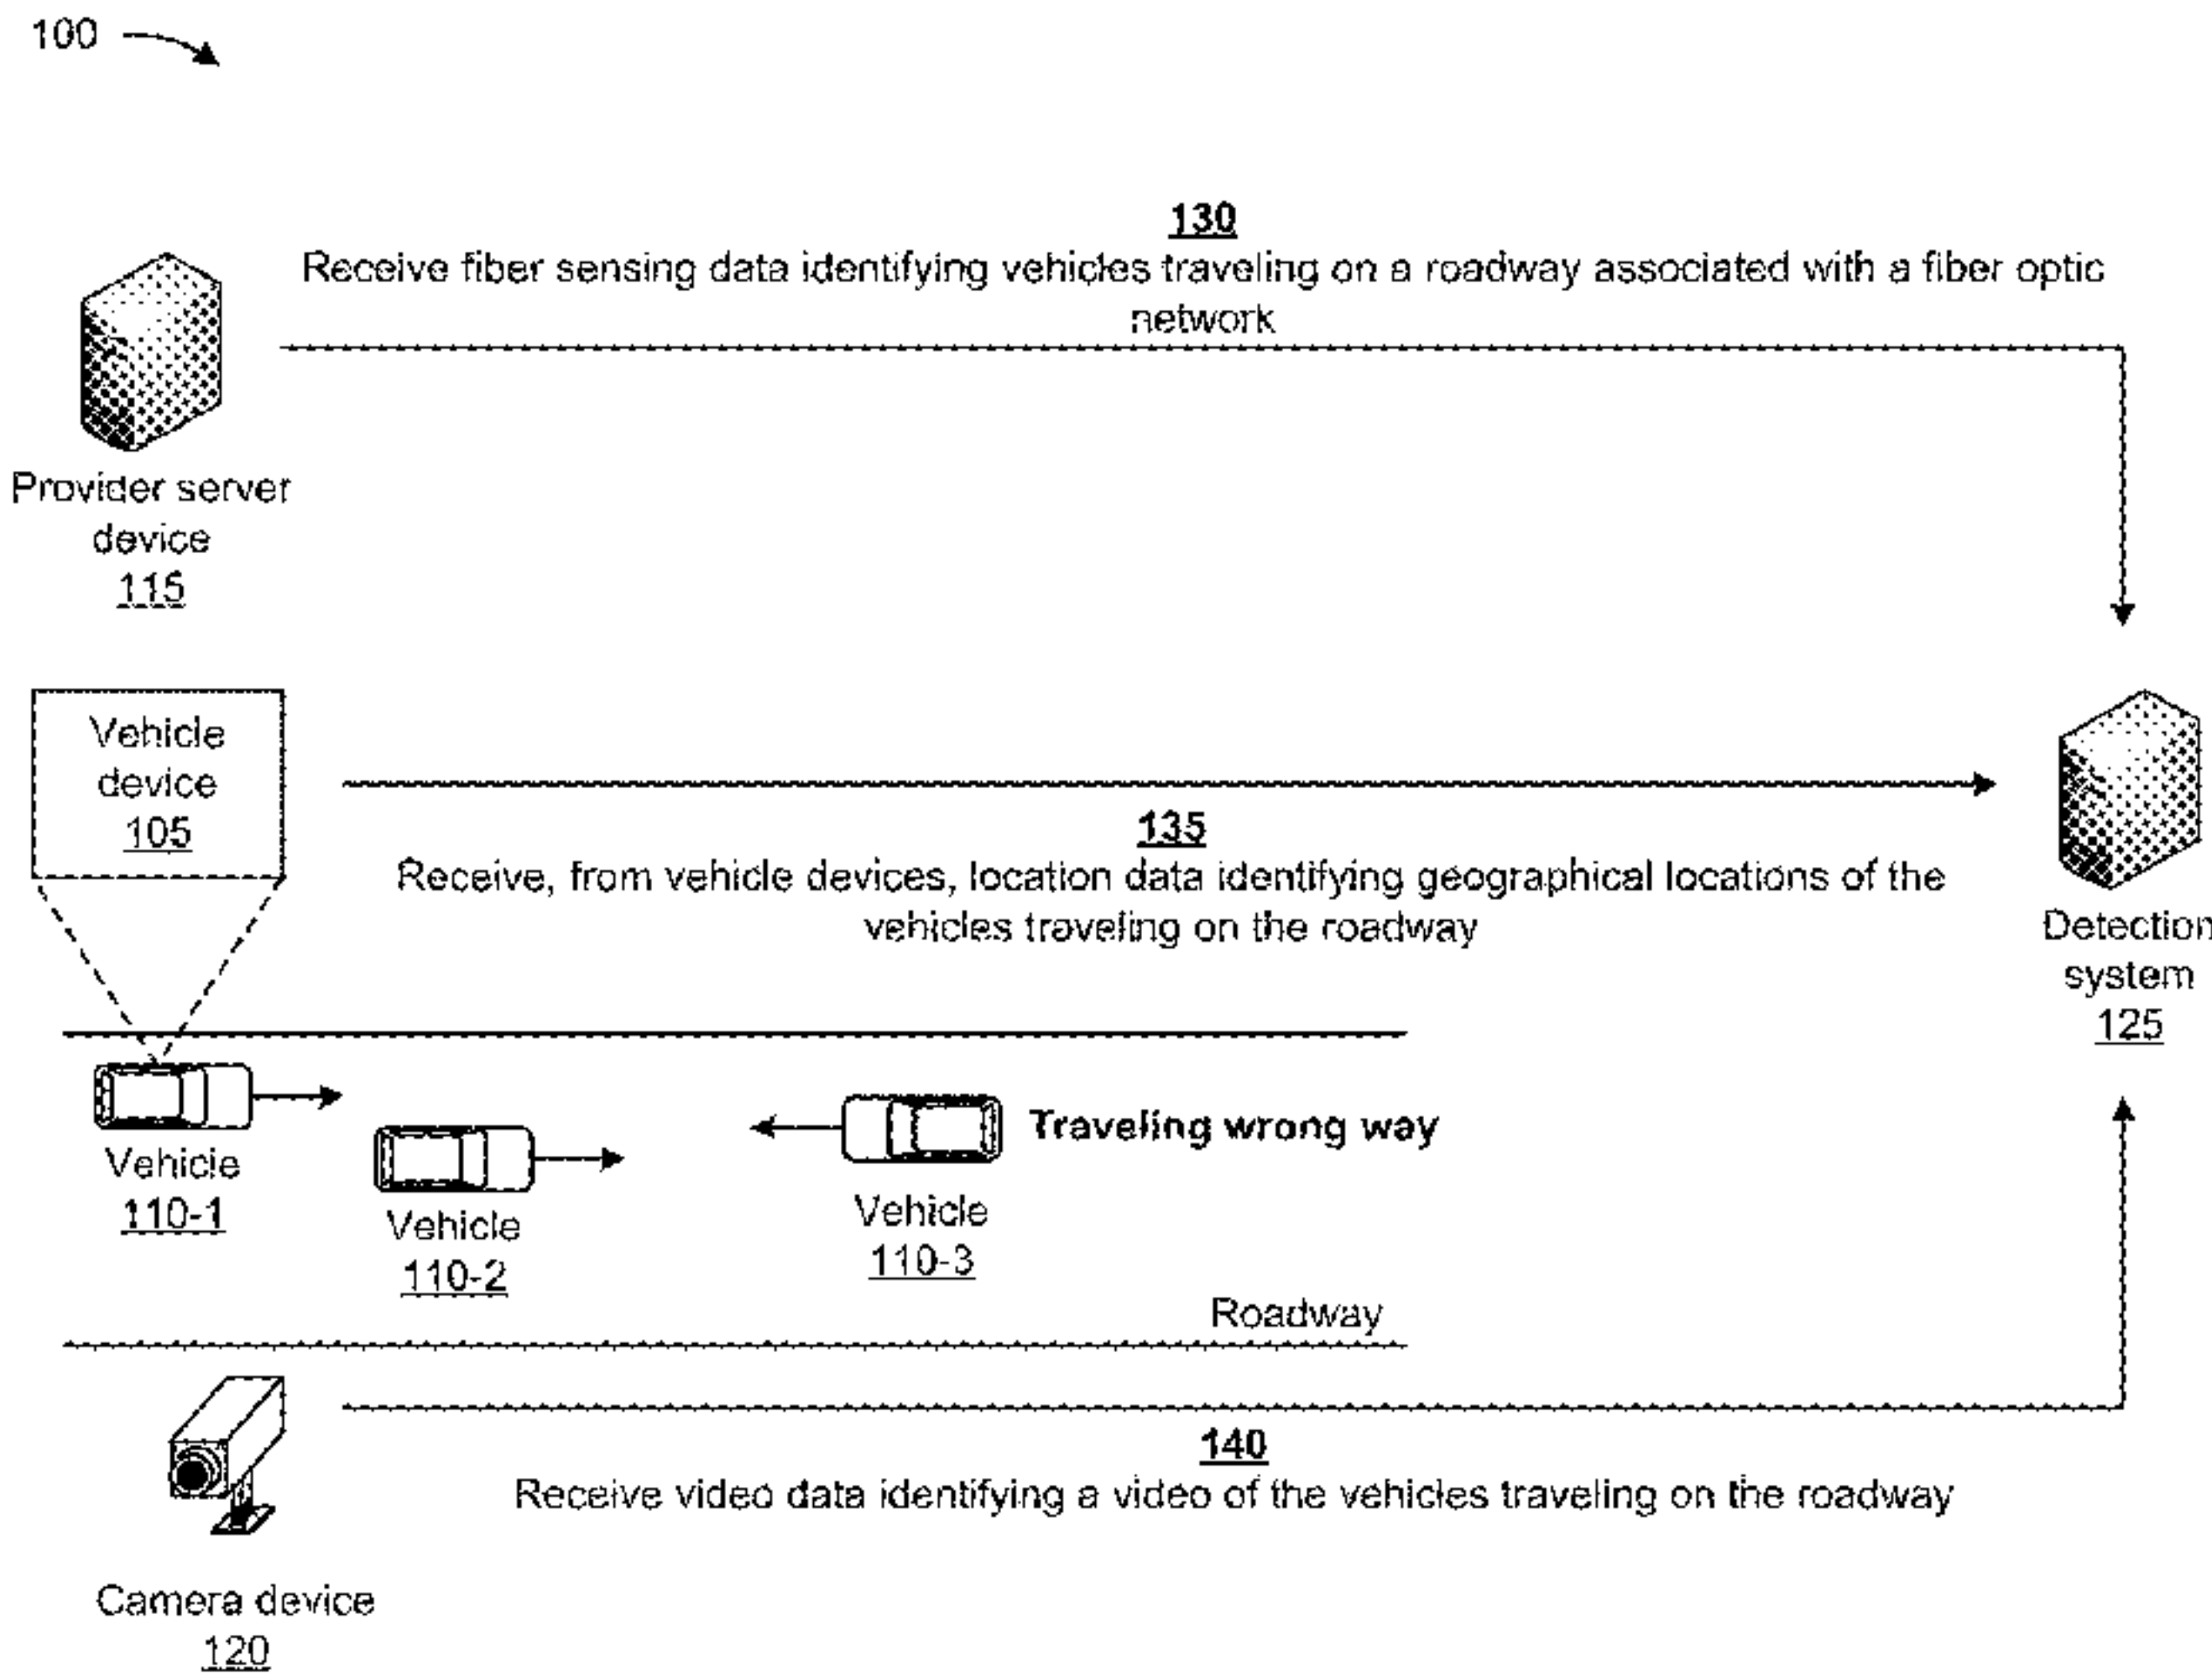 100
130
Receive fiber sensing data identifying vehicles traveling on a roadway associated with a fiber optic
network
Provider server
device
115
Vehicle
device
105
135
Receive, from vehicle devices, location data identifying geographical locations of the
vehicles traveling on the roadway
Detection
system
125
Traveling wrong way
Vehicle
110-1
Vehicle
110-2
Vehicle
110-3
Roadway
140
Receive video data identifying a video of the vehicles traveling on the roadway
Camera device
120